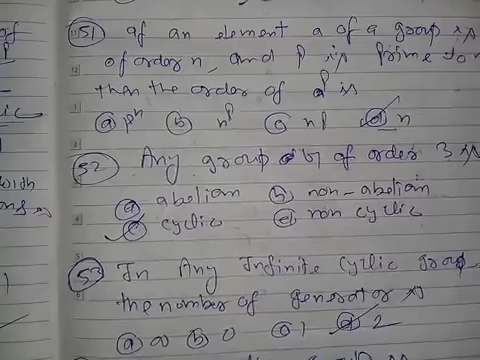 51 If an element a of a group is
of order n and p is prime to n
then the order of a^p is
(a) p^n (b) n^p (c) np (d) n
52 Any group G of order 3 is
(a) abelian (b) non-abelian
(c) cyclic (d) non cyclic
53 In Any Infinite cyclic group
the number of generator is
(a) ∞ (b) 0 (c) 1 (d) 2